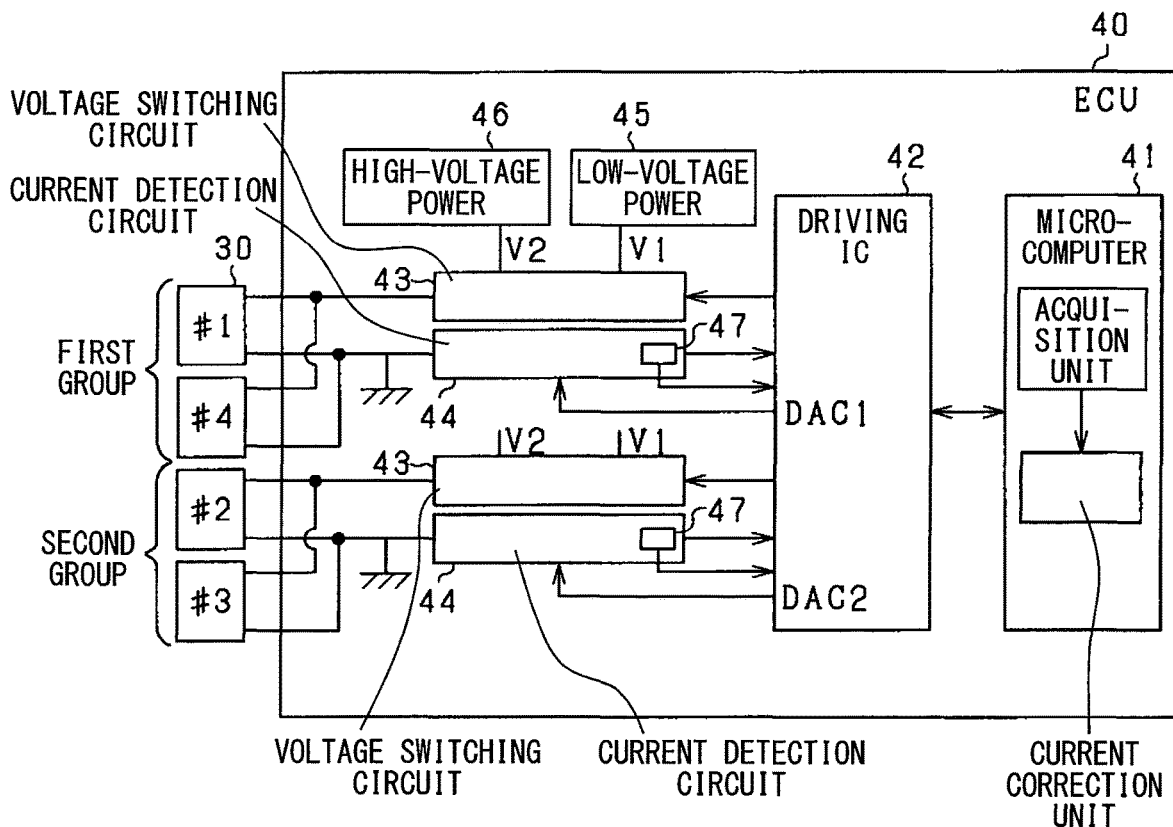 40
ECU
VOLTAGE SWITCHING
CIRCUIT
46
45
HIGH-VOLTAGE
POWER
LOW-VOLTAGE
POWER
42
DRIVING
IC
41
MICRO-
COMPUTER
CURRENT DETECTION
CIRCUIT
V2
V1
30
43
ACQUI-
SITION
UNIT
#1
47
FIRST
GROUP
#4
44
DAC1
V2
V1
43
#2
47
SECOND
GROUP
#3
44
DAC2
VOLTAGE SWITCHING
CIRCUIT
CURRENT DETECTION
CIRCUIT
CURRENT
CORRECTION
UNIT